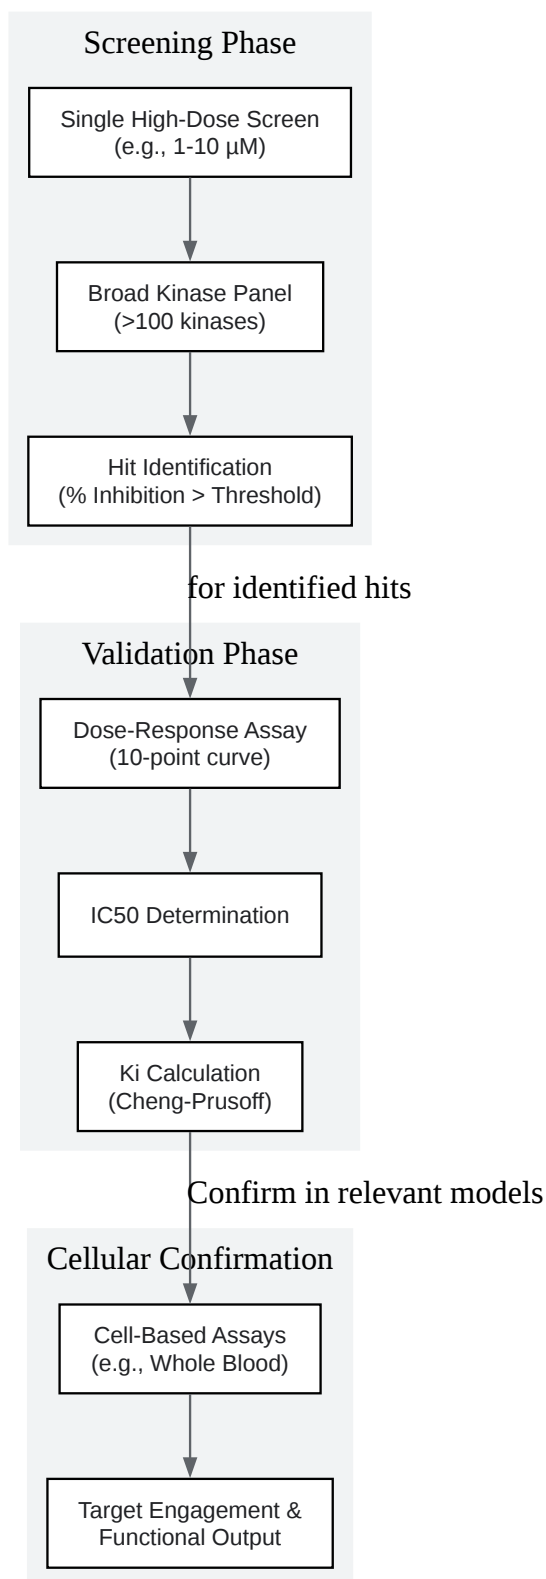 Screening Phase
Single High-Dose Screen
(e.g., 1-10 µM)
Broad Kinase Panel
(>100 kinases)
Hit Identification
(% Inhibition > Threshold)
for identified hits
Validation Phase
Dose-Response Assay
(10-point curve)
IC50 Determination
Ki Calculation
(Cheng-Prusoff)
Confirm in relevant models
Cellular Confirmation
Cell-Based Assays
(e.g., Whole Blood)
Target Engagement &
Functional Output